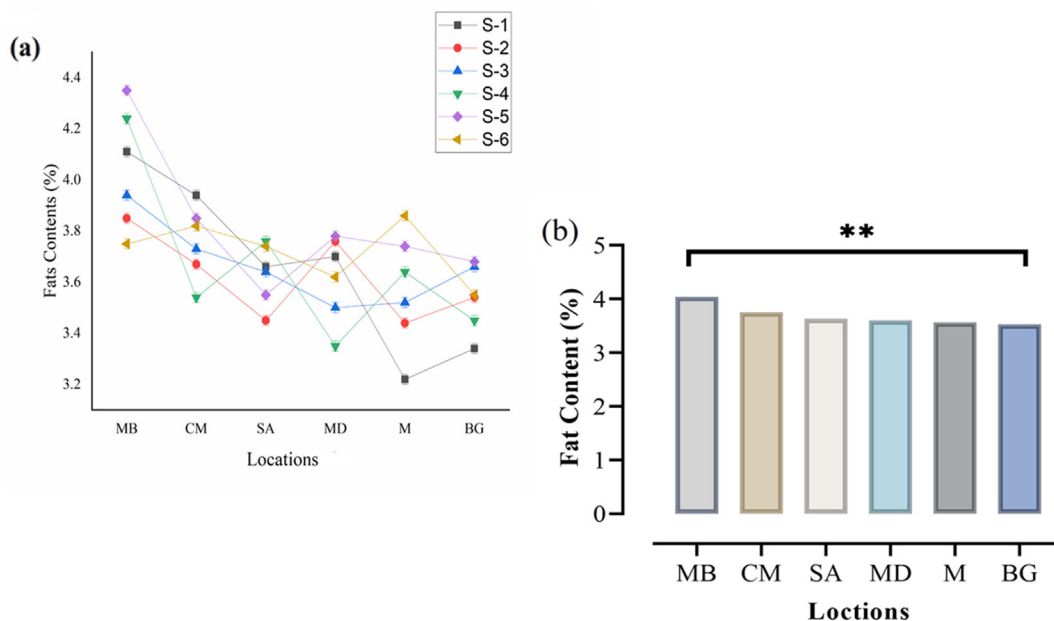 (a)
S-1
S-2
S-3
S-4
S-5
S-6
Fats Contents (%)
4.4
4.2
4.0
3.8
3.6
3.4
3.2
MB CM SA MD M BG
Locations
(b)
**
Fat Content (%)
5
4
3
2
1
0
MB CM SA MD M BG
Loctions